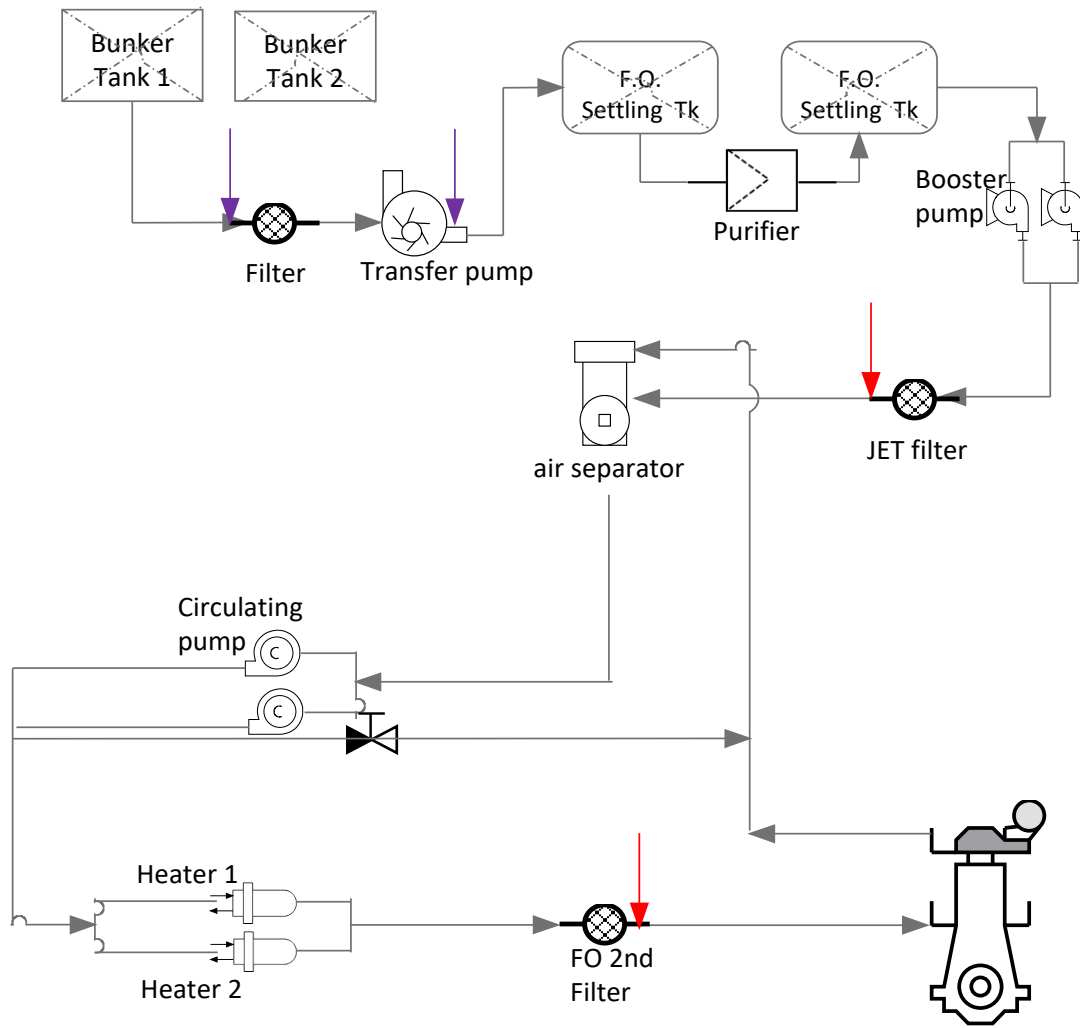 Bunker
Tank 1
Bunker
Tank 2
F.O.
Settling Tk
F.O.
Settling Tk
Booster
pump
Purifier
Filter
Transfer pump
JET filter
air separator
Circulating
pump
C
C
Heater 1
Heater 2
FO 2nd
Filter